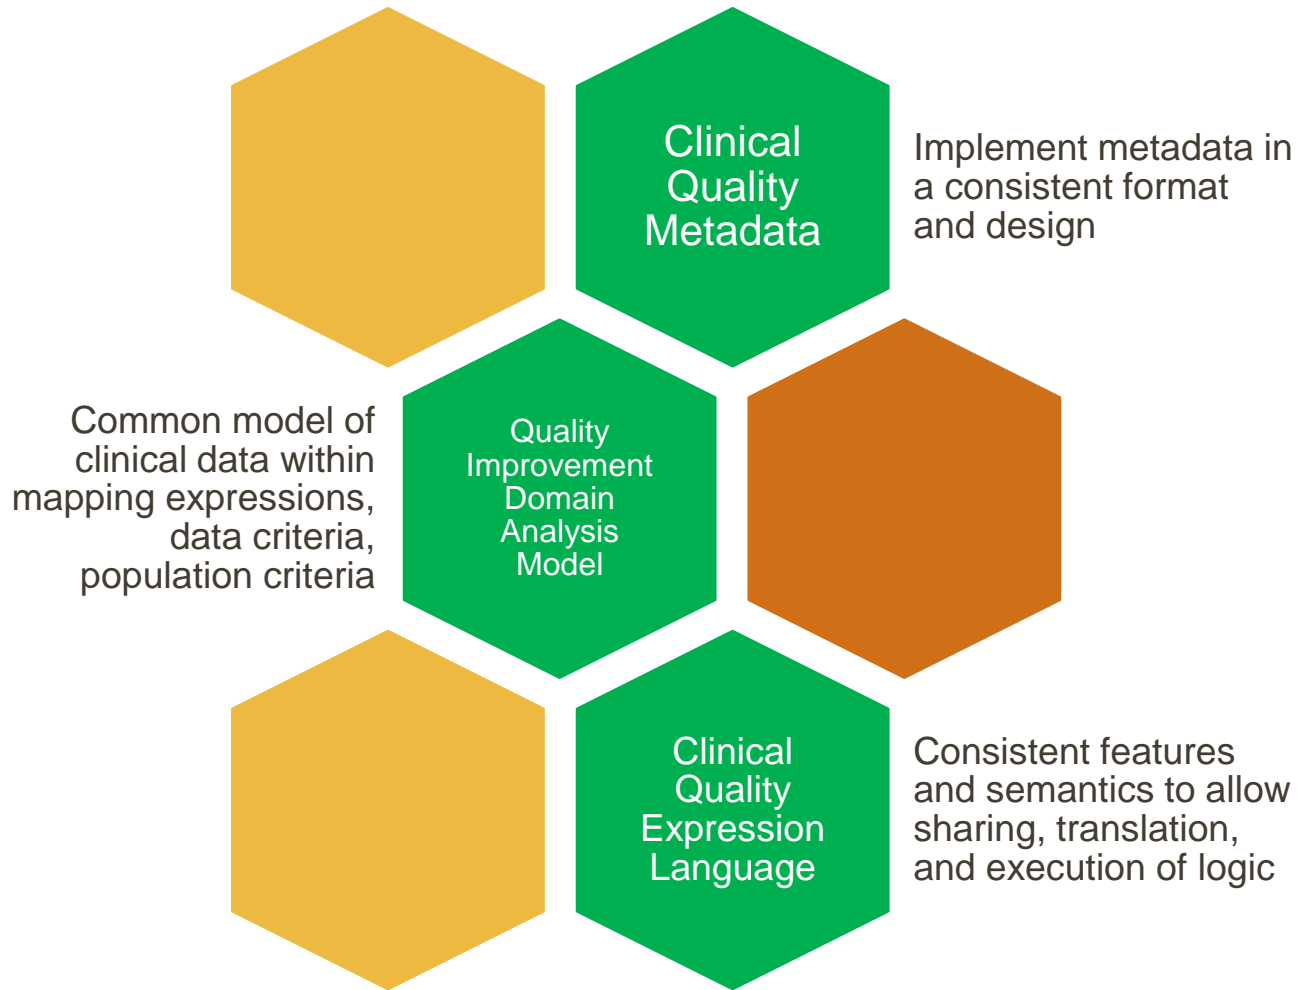 Clinical
Quality
Metadata
Implement metadata in
a consistent format
and design
Common model of
clinical data within
mapping expressions,
data criteria,
population criteria
Quality
Improvement
Domain
Analysis
Model
Clinical
Quality
Expression
Language
Consistent features
and semantics to allow
sharing, translation,
and execution of logic